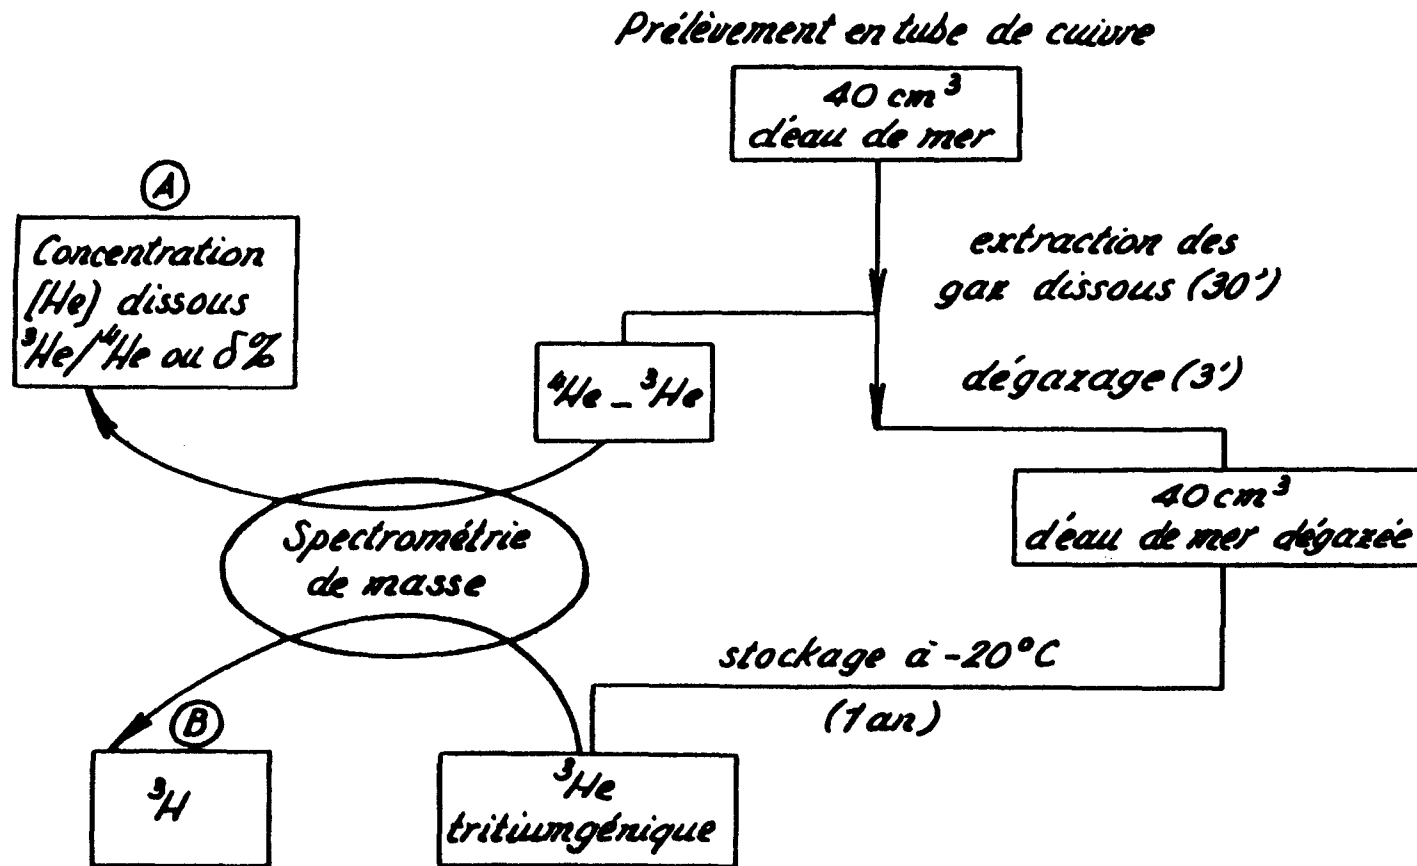 Prélèvement en tube de cuivre
40 cm³
d'eau de mer
A
Concentration
[He] dissous
³He/⁴He ou δ%
extraction des
gaz dissous (30')
⁴He _ ³He
dégazage (3')
40 cm³
d'eau de mer dégazée
Spectrométrie
de masse
stockage à -20°C
(1 an)
B
³H
³He
tritiumgénique